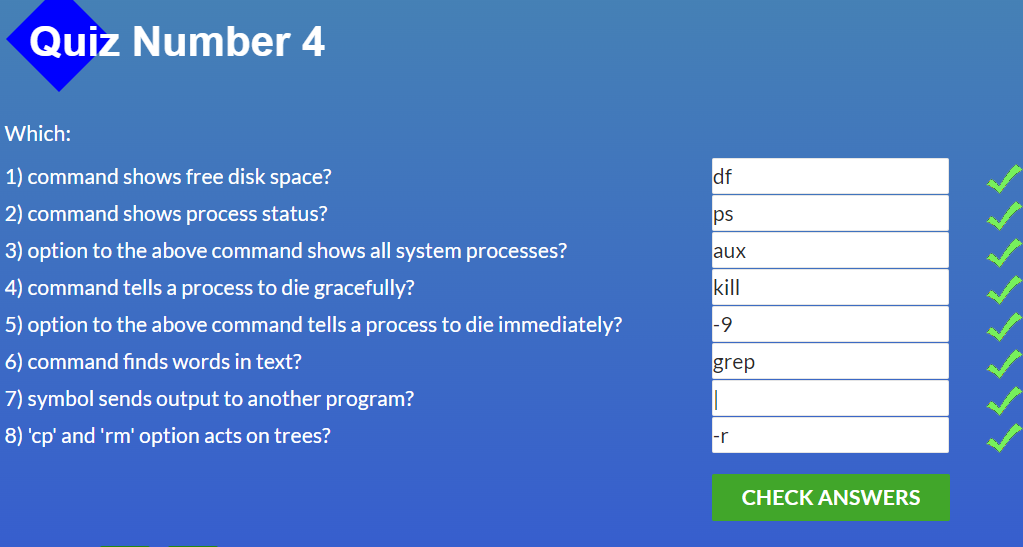 Quiz Number 4
Which:
1) command shows free disk space? df
2) command shows process status? ps
3) option to the above command shows all system processes? aux
4) command tells a process to die gracefully? kill
5) option to the above command tells a process to die immediately? -9
6) command finds words in text? grep
7) symbol sends output to another program? |
8) 'cp' and 'rm' option acts on trees? -r
CHECK ANSWERS